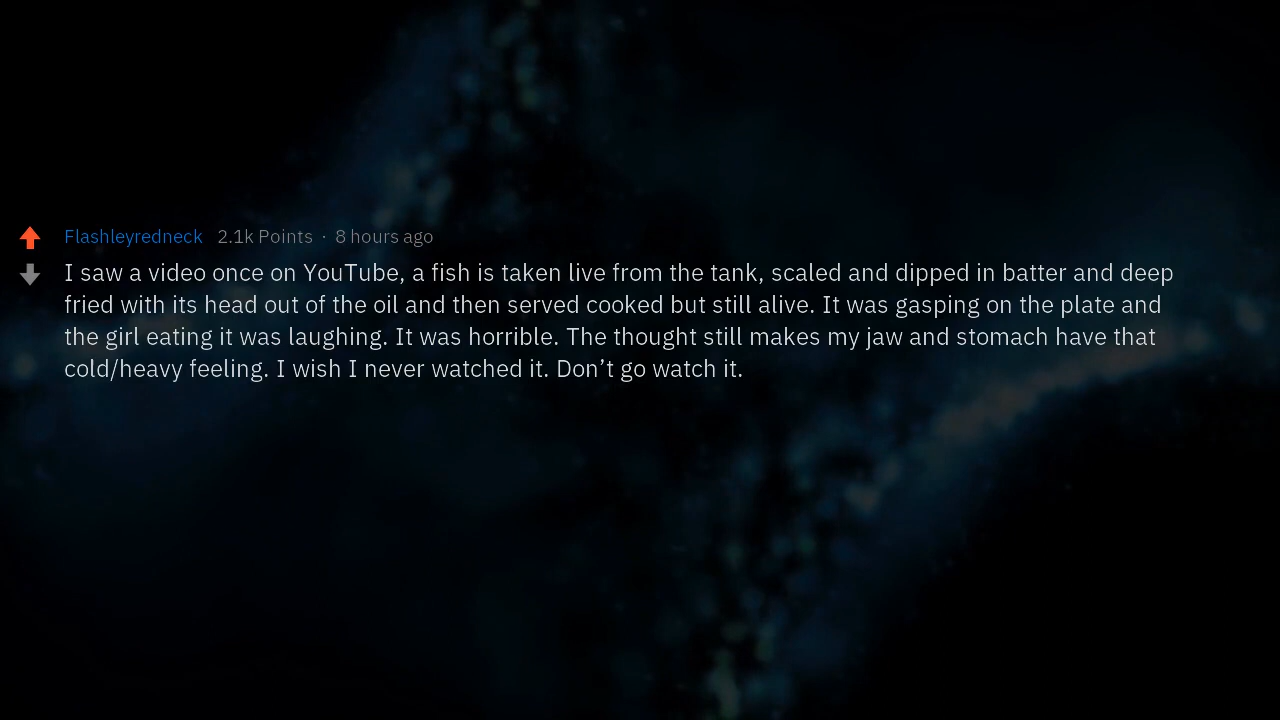 Flashleyredneck 2.1k Points · 8 hours ago
I saw a video once on YouTube, a fish is taken live from the tank, scaled and dipped in batter and deep
fried with its head out of the oil and then served cooked but still alive. It was gasping on the plate and
the girl eating it was laughing. It was horrible. The thought still makes my jaw and stomach have that
cold/heavy feeling. I wish I never watched it. Don’t go watch it.